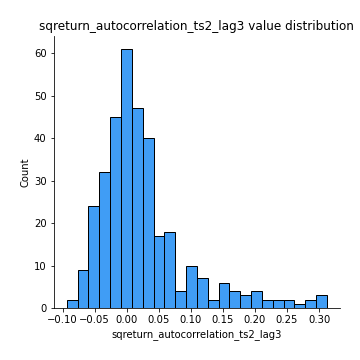 sqreturn_autocorrelation_ts2_lag3 value distribution
60
50
40
30
20
10
0
Count
−0.10 −0.05 0.00 0.05 0.10 0.15 0.20 0.25 0.30
sqreturn_autocorrelation_ts2_lag3